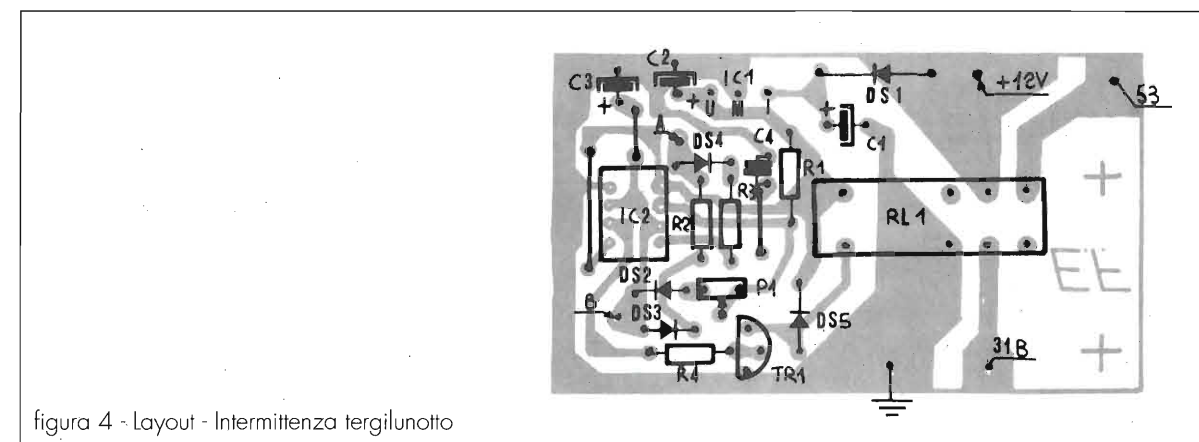 C3
C2
IC1
+
+
U
M
I
DS1
+12V
53
A
DS4
C4
+
C1
R1
R3
IC2
R2
RL1
EE
DS2
P1
B
DS3
DS5
31B
R4
TR1
figura 4 - Layout - Intermittenza tergilunotto